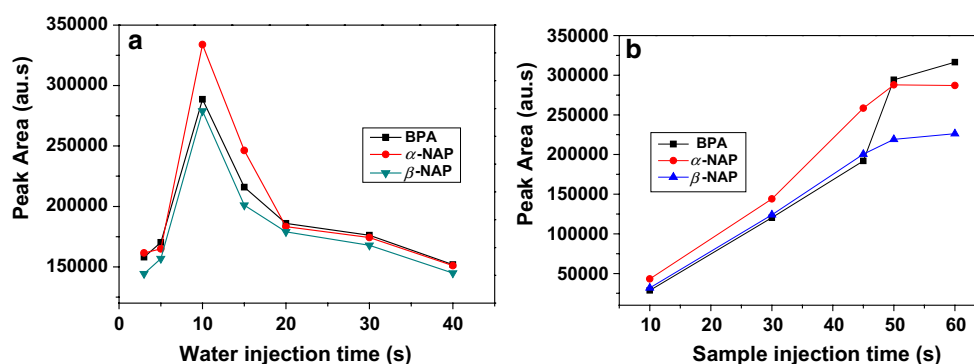 a
350000
300000
250000
200000
150000
Peak Area (au.s)
BPA
α-NAP
β-NAP
0 10 20 30 40
Water injection time (s)
b
350000
300000
250000
200000
150000
100000
50000
Peak Area (au.s)
BPA
α-NAP
β-NAP
10 20 30 40 50 60
Sample injection time (s)